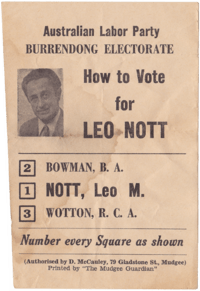 Australian Labor Party
BURRENDONG ELECTORATE
How to Vote
for
LEO NOTT
2 BOWMAN, B. A.
1 NOTT, Leo M.
3 WOTTON, R. C. A.
Number every Square as shown
(Authorised by D. McCauley, 79 Gladstone St., Mudgee)
Printed by "The Mudgee Guardian."